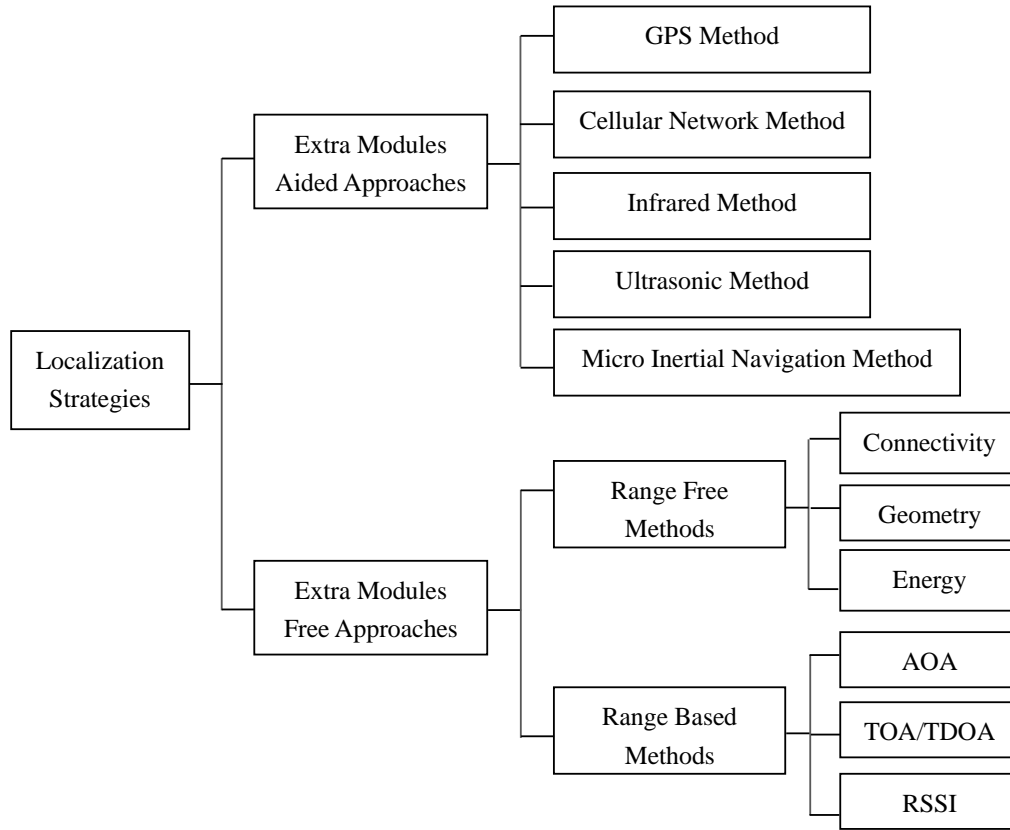 GPS Method
Cellular Network Method
Extra Modules
Aided Approaches
Infrared Method
Ultrasonic Method
Micro Inertial Navigation Method
Localization
Strategies
Connectivity
Range Free
Methods
Geometry
Energy
Extra Modules
Free Approaches
AOA
Range Based
Methods
TOA/TDOA
RSSI